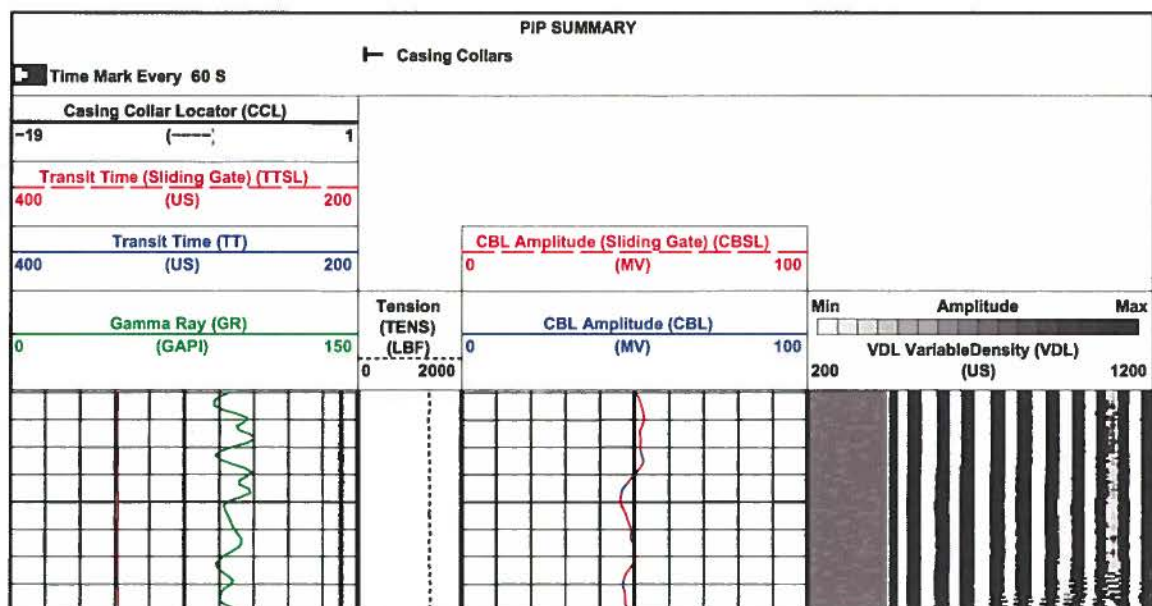 PIP SUMMARY
Casing Collars
Time Mark Every 60 S
Casing Collar Locator (CCL)
-19 (----) 1
Transit Time (Sliding Gate) (TTSL)
400 (US) 200
Transit Time (TT)
400 (US) 200
Gamma Ray (GR)
0 (GAPI) 150
Tension
(TENS)
(LBF)
0 2000
CBL Amplitude (Sliding Gate) (CBSL)
0 (MV) 100
CBL Amplitude (CBL)
0 (MV) 100
Min Amplitude Max
VDL VariableDensity (VDL)
200 (US) 1200